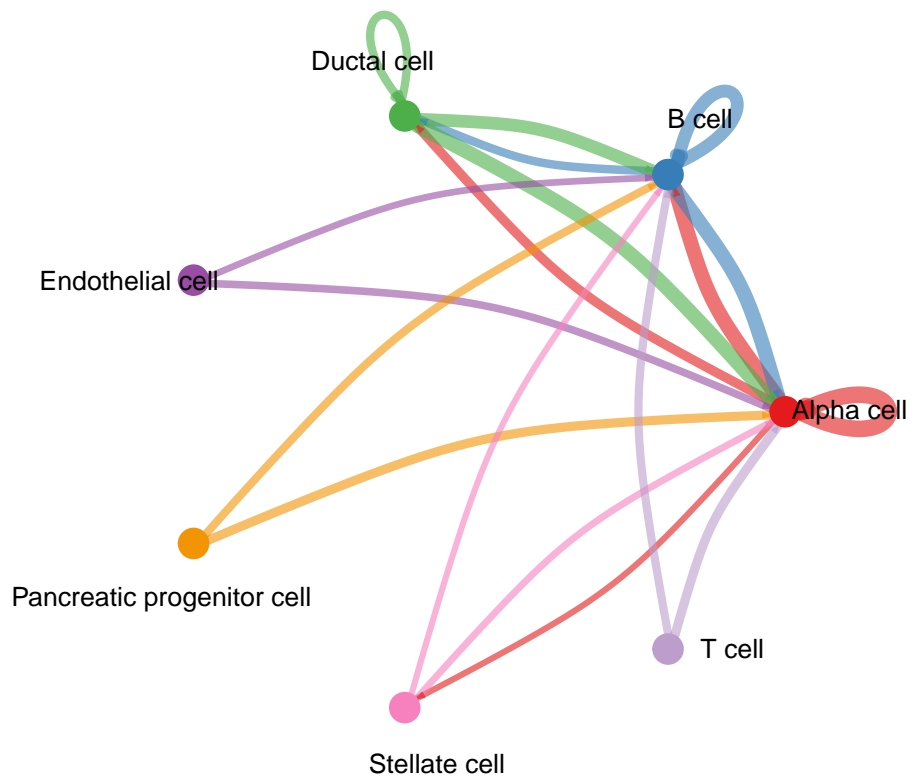 Ductal cell
B cell
Endothelial cell
Alpha cell
Pancreatic progenitor cell
T cell
Stellate cell